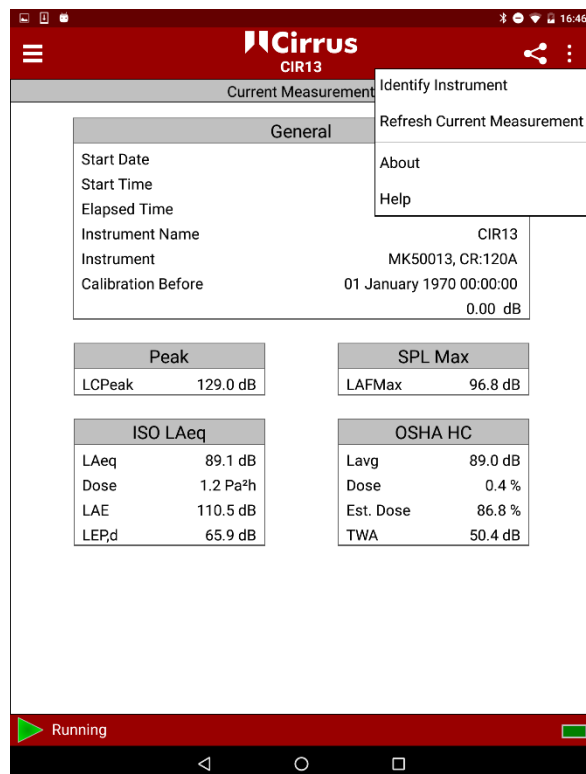 16:46
Cirrus
CIR13
Identify Instrument
Refresh Current Measurement
About
Help
Current Measurement
General
Start Date
Start Time
Elapsed Time
Instrument Name CIR13
Instrument MK50013, CR:120A
Calibration Before 01 January 1970 00:00:00
0.00 dB
Peak
LCPeak 129.0 dB
SPL Max
LAFMax 96.8 dB
ISO LAeq
LAeq 89.1 dB
Dose 1.2 Pa²h
LAE 110.5 dB
LEP,d 65.9 dB
OSHA HC
Lavg 89.0 dB
Dose 0.4 %
Est. Dose 86.8 %
TWA 50.4 dB
Running